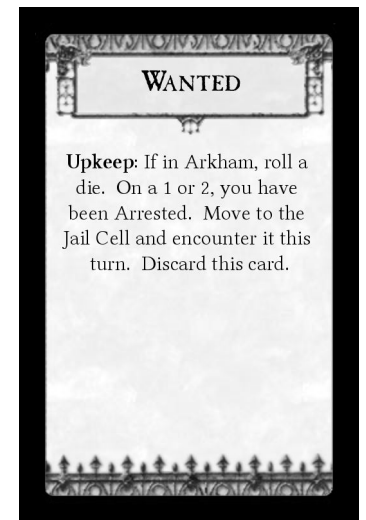 WANTED
Upkeep: If in Arkham, roll a
die.  On a 1 or 2, you have
been Arrested.  Move to the
Jail Cell and encounter it this
turn.  Discard this card.